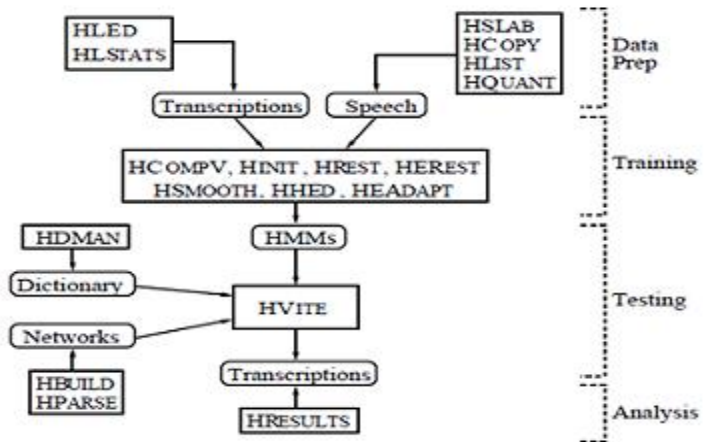 HLED
HLSTATS
HSLAB
HCOPY
HLIST
HQUANT
Data
Prep
Transcriptions
Speech
HCOMPV, HINIT, HREST, HEREST
HSMOOTH, HHED, HEADAPT
Training
HDMAN
HMMs
Dictionary
HVITE
Testing
Networks
HBUILD
HPARSE
Transcriptions
HRESULTS
Analysis